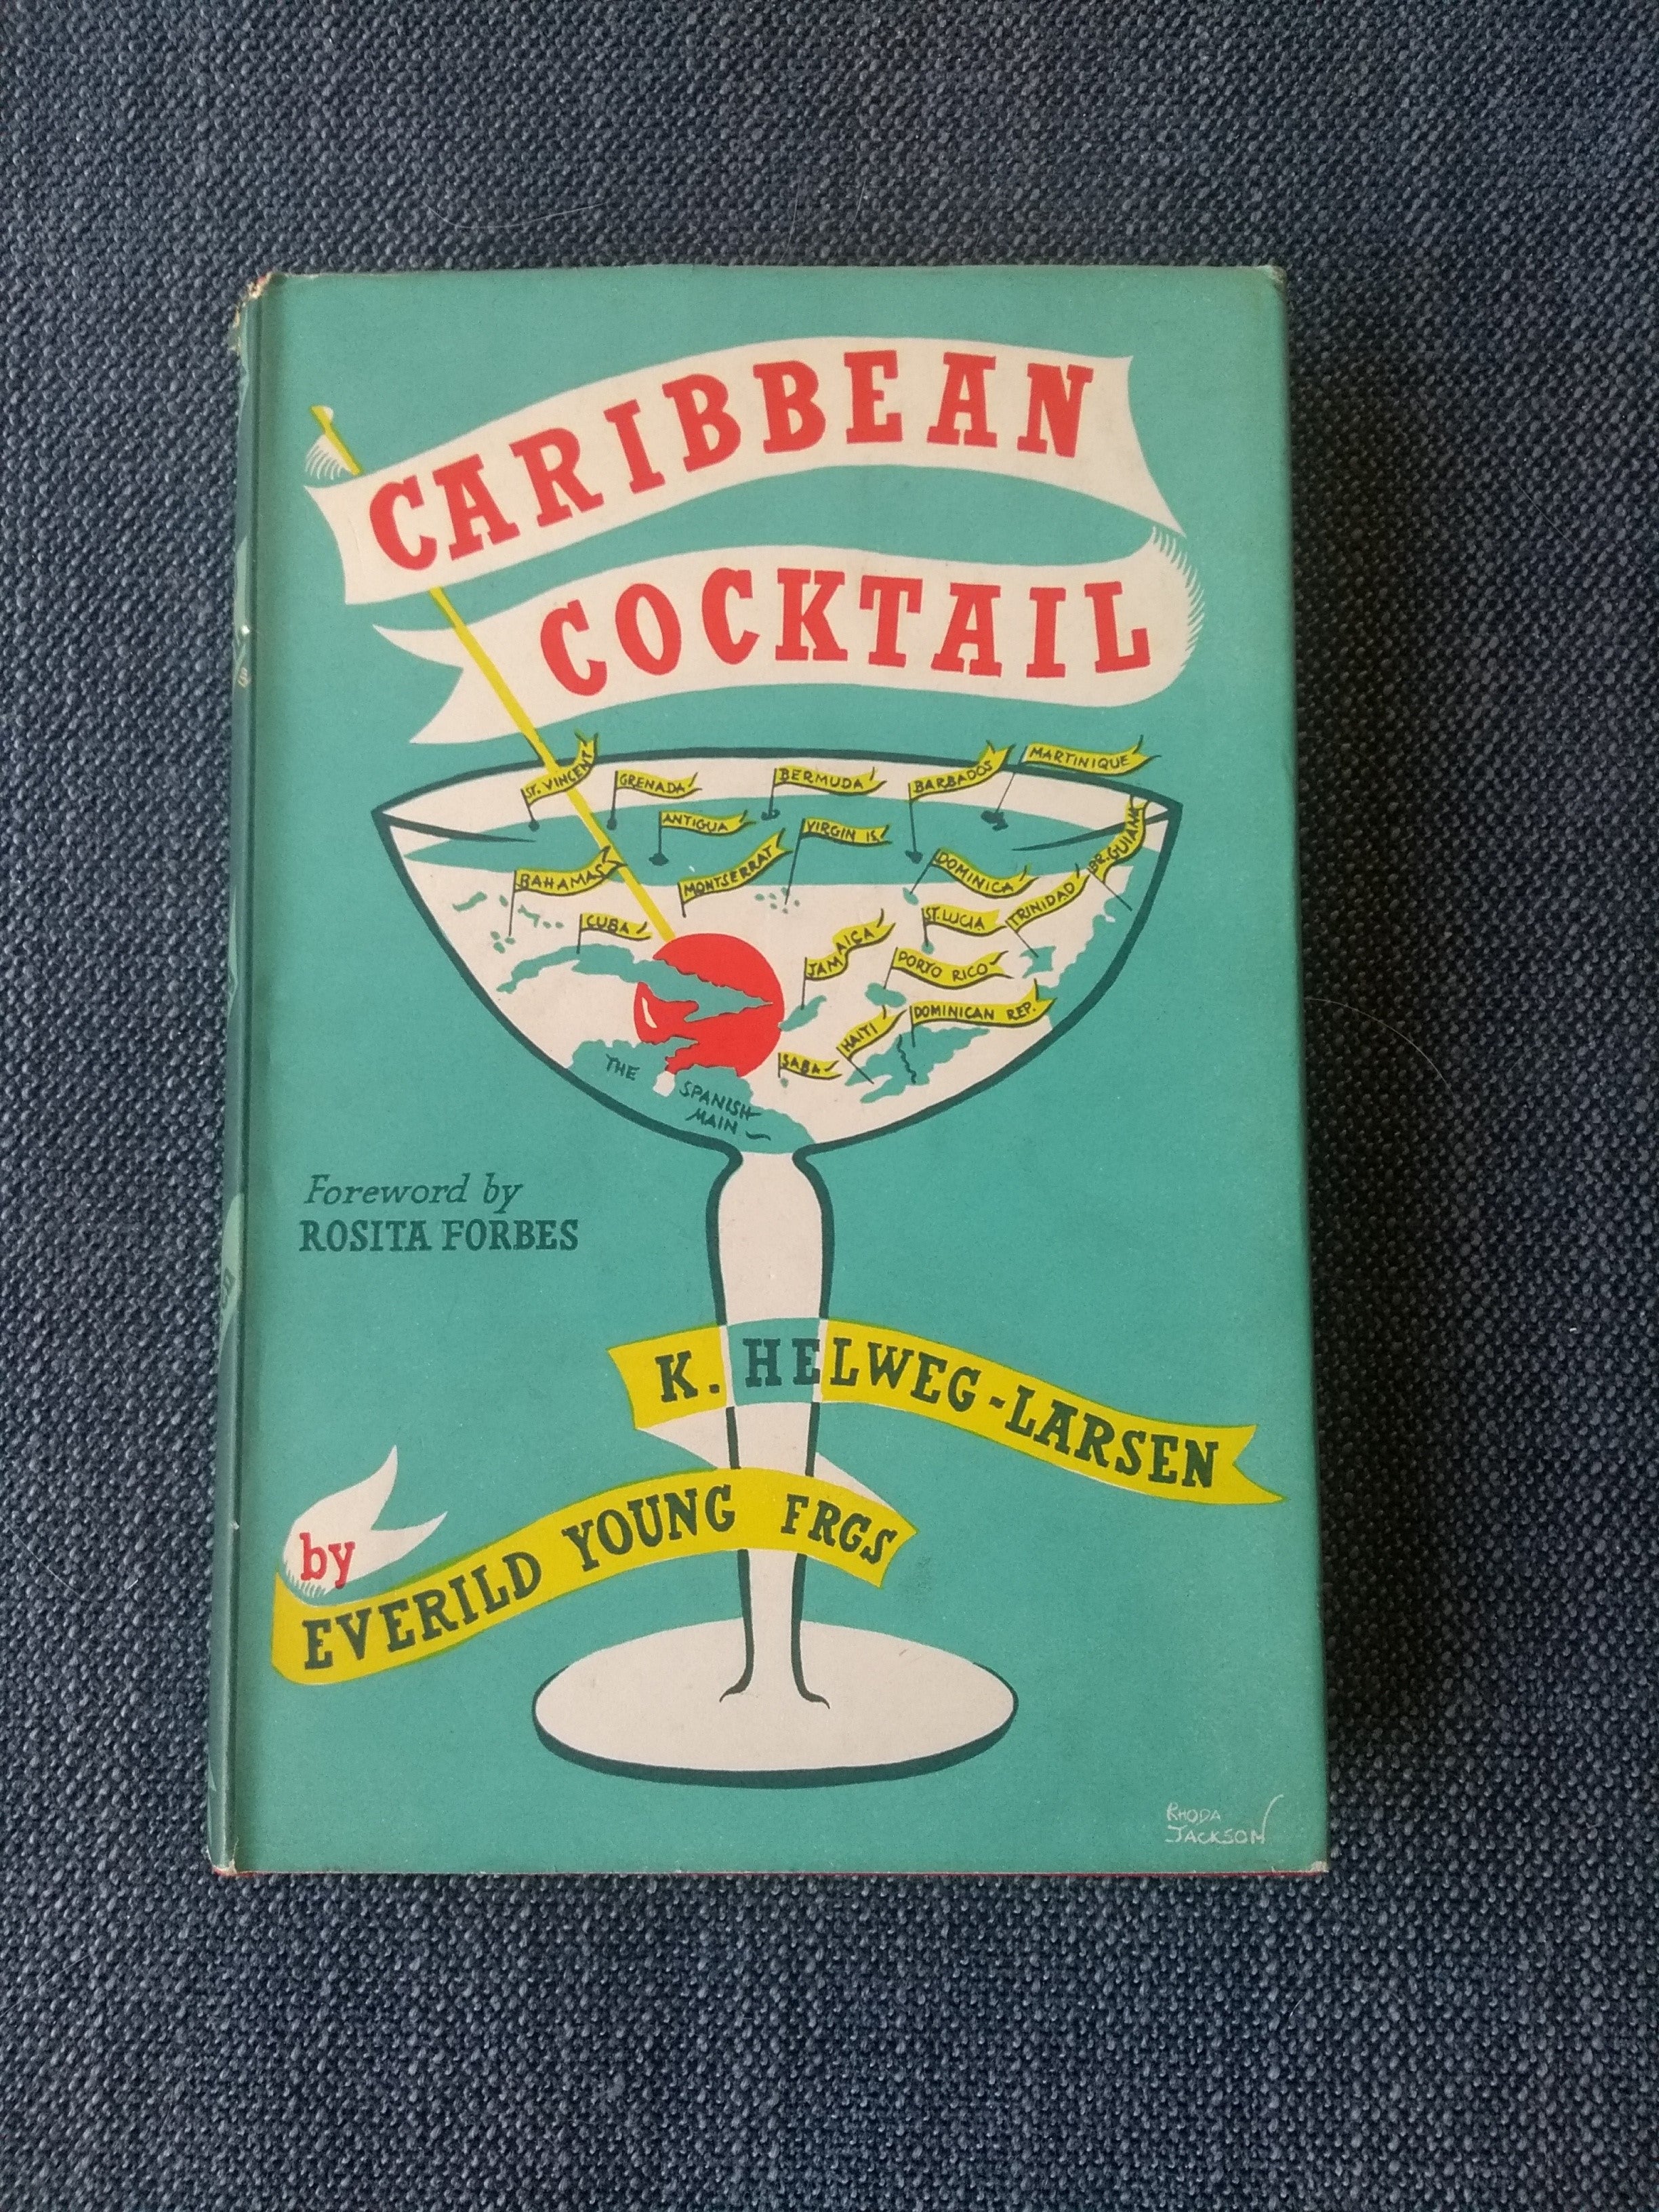 CARIBBEAN
COCKTAIL
ST. VINCENT
GRENADA
BERMUDA
BARBADOS
MARTINIQUE
ANTIGUA
VIRGIN IS.
BR. GUIANA
BAHAMAS
MONTSERRAT
DOMINICA
TRINIDAD
CUBA
ST. LUCIA
JAMAICA
PORTO RICO
DOMINICAN REP.
HAITI
SABA
THE SPANISH
MAIN
Foreword by
ROSITA FORBES
K. HELWEG-LARSEN
by
EVERILD YOUNG FRGS
RHODA
JACKSON